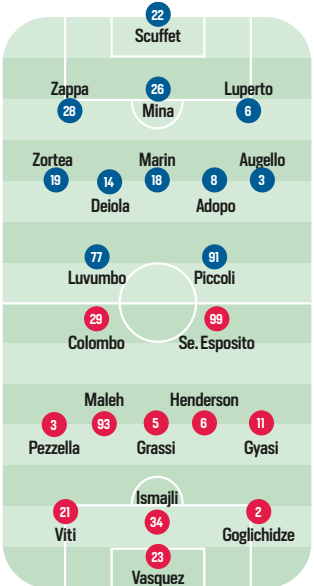 22
Scuffet
Zappa 26 Luperto
28 Mina 6
Zortea Marin Augello
19 14 18 8 3
Deiola Adopo
77 91
Luvumbo Piccoli
29 99
Colombo Se. Esposito
Maleh Henderson
3 93 5 6 11
Pezzella Grassi Gyasi
Ismajli
21 34 2
Viti Goglichidze
23
Vasquez